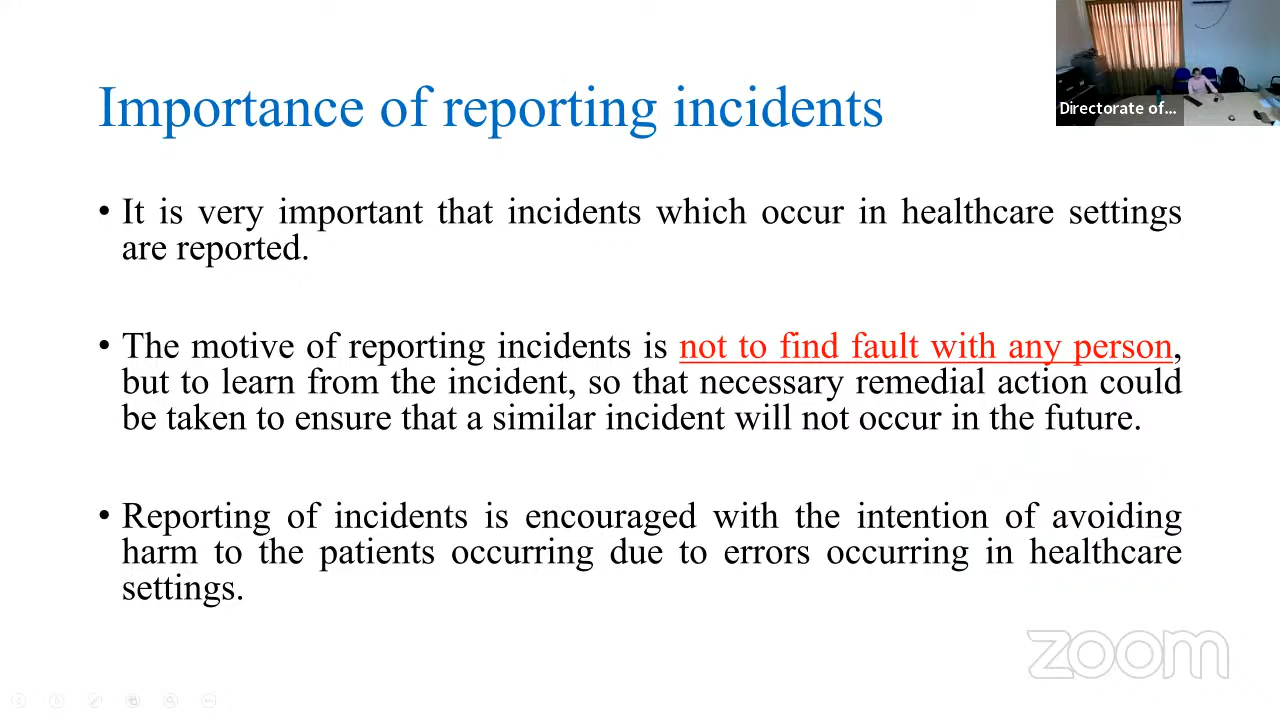 Directorate of...
Importance of reporting incidents
• It is very important that incidents which occur in healthcare settings
are reported.
• The motive of reporting incidents is not to find fault with any person,
but to learn from the incident, so that necessary remedial action could
be taken to ensure that a similar incident will not occur in the future.
• Reporting of incidents is encouraged with the intention of avoiding
harm to the patients occurring due to errors occurring in healthcare
settings.
zoom